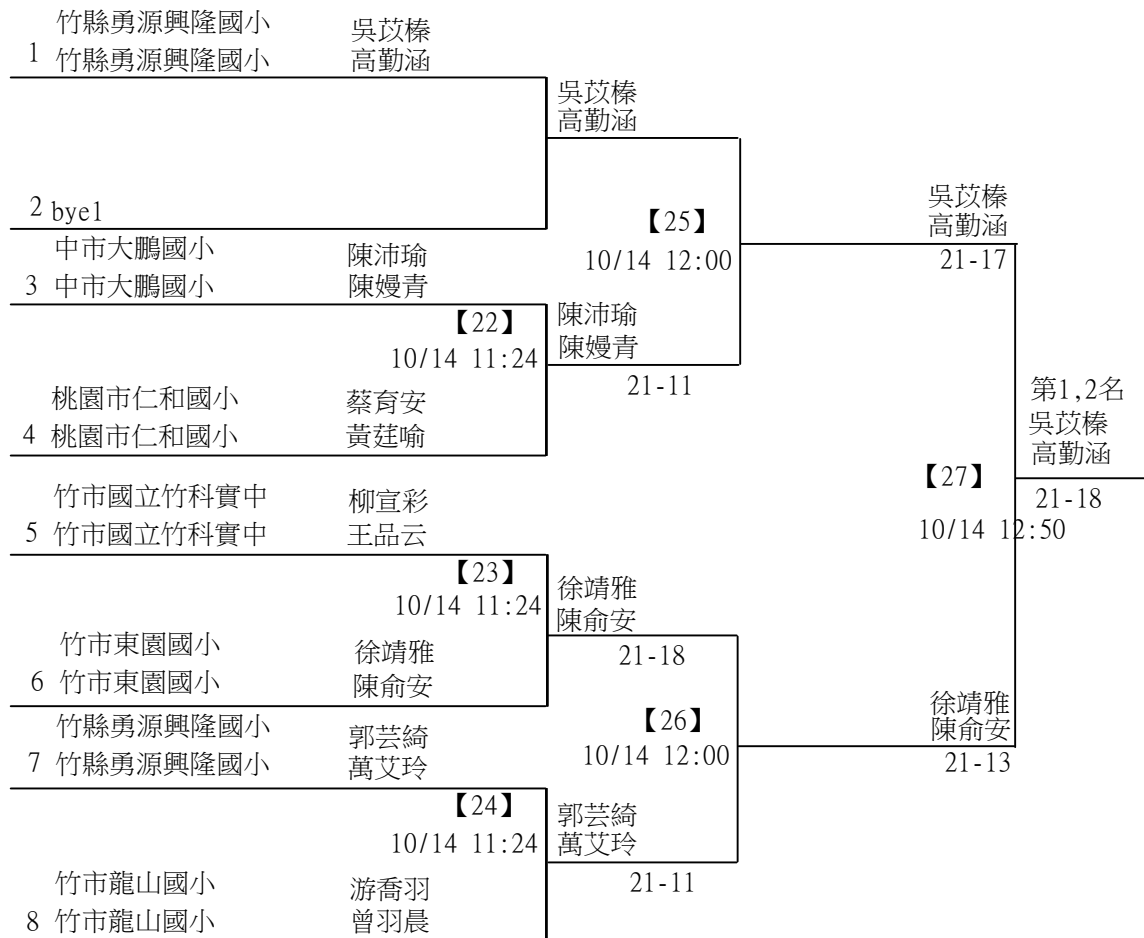 竹縣勇源興隆國小 吳苡榛
1 竹縣勇源興隆國小 高勤涵
吳苡榛
高勤涵
2 bye1
【25】
10/14 12:00
吳苡榛
高勤涵
21-17
中市大鵬國小 陳沛瑜
3 中市大鵬國小 陳嫚青
【22】
10/14 11:24
陳沛瑜
陳嫚青
21-11
桃園市仁和國小 蔡育安
4 桃園市仁和國小 黃莛喻
第1,2名
吳苡榛
高勤涵
21-18
【27】
10/14 12:50
竹市國立竹科實中 柳宣彩
5 竹市國立竹科實中 王品云
【23】
10/14 11:24
徐靖雅
陳俞安
21-18
竹市東園國小 徐靖雅
6 竹市東園國小 陳俞安
【26】
10/14 12:00
徐靖雅
陳俞安
21-13
竹縣勇源興隆國小 郭芸綺
7 竹縣勇源興隆國小 萬艾玲
【24】
10/14 11:24
郭芸綺
萬艾玲
21-11
竹市龍山國小 游喬羽
8 竹市龍山國小 曾羽晨